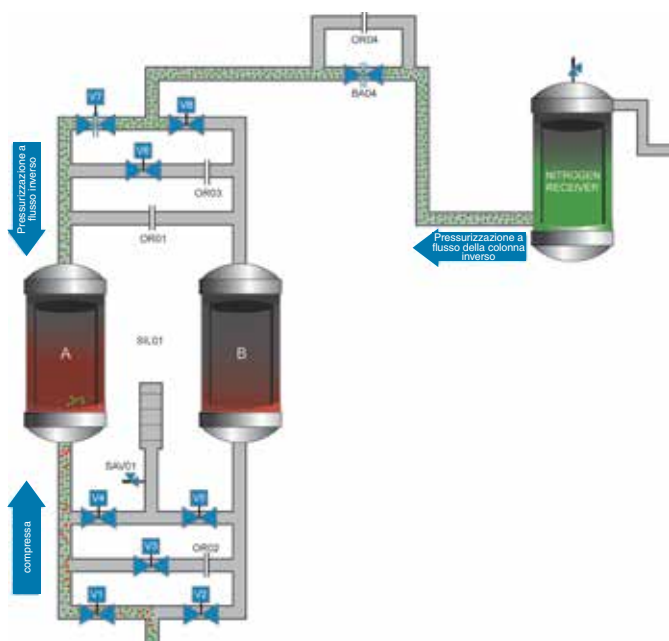 OR04
BA04
V7
V8
V6
OR03
OR01
NITROGEN
RECEIVER
Pressurizzazione a
flusso inverso
Pressurizzazione a
flusso della colonna
inverso
A
B
SIL01
SAV01
V4
V5
V3
OR02
compressa
V1
V2